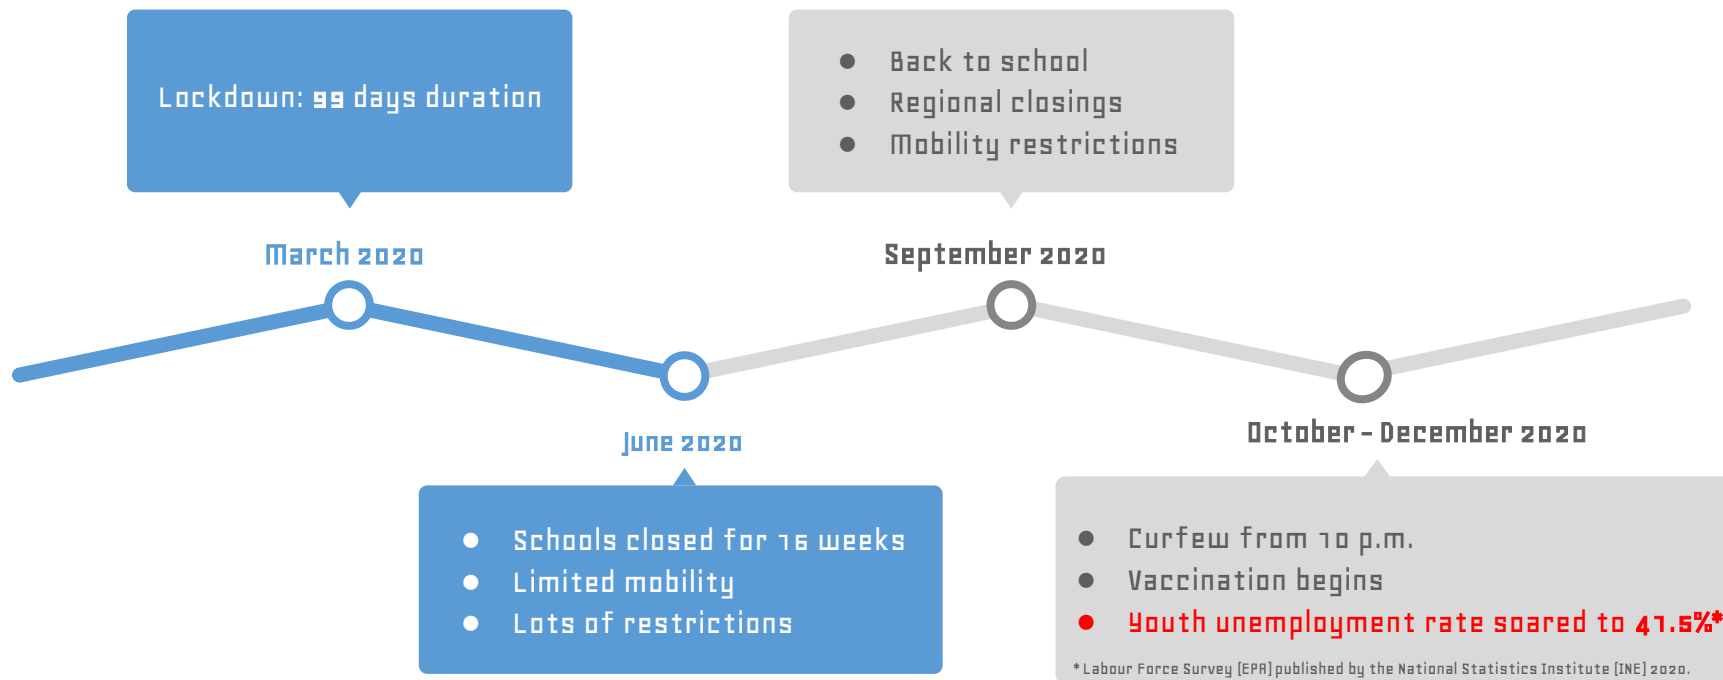 Lockdown: 99 days duration
March 2020
● Back to school
● Regional closings
● Mobility restrictions
September 2020
June 2020
● Schools closed for 16 weeks
● Limited mobility
● Lots of restrictions
October - December 2020
● Curfew from 10 p.m.
● Vaccination begins
● Youth unemployment rate soared to 41.5%*
* Labour Force Survey [EPA] published by the National Statistics Institute [INE] 2020.